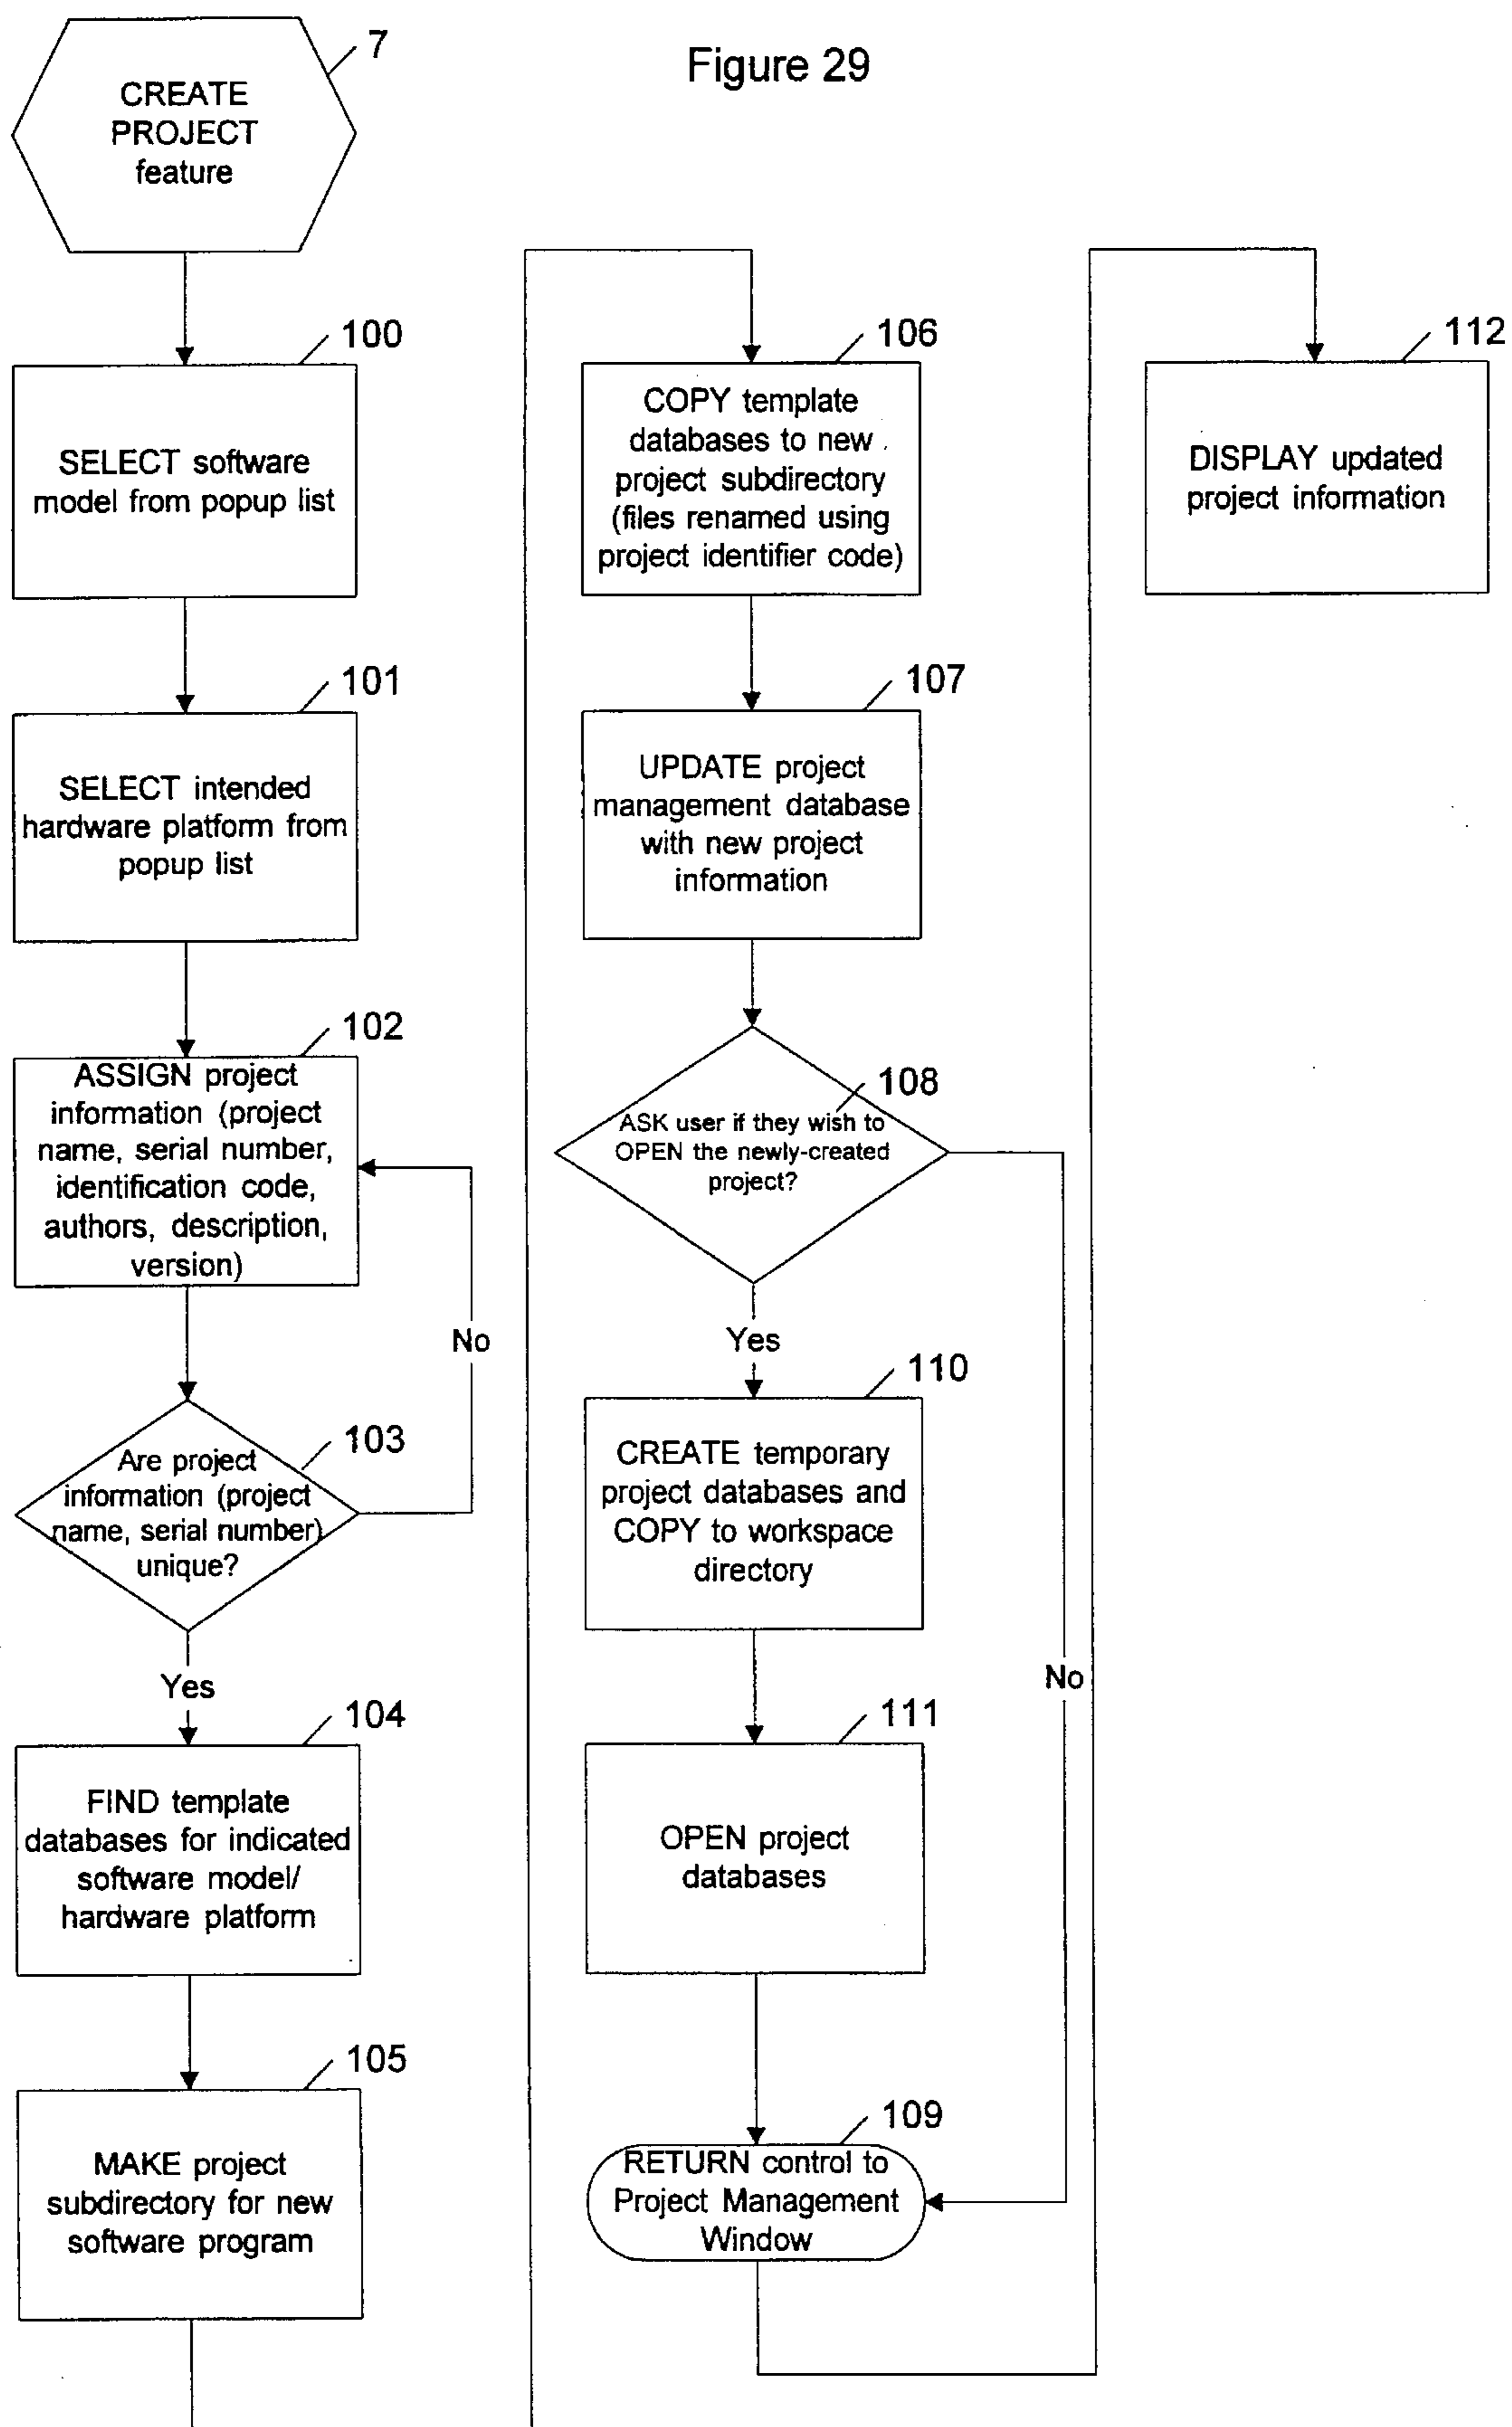 Figure 29
7
CREATE
PROJECT
feature
100
SELECT software
model from popup list
101
SELECT intended
hardware platform from
popup list
102
ASSIGN project
information (project
name, serial number,
identification code,
authors, description,
version)
No
103
Are project
information (project
name, serial number)
unique?
Yes
104
FIND template
databases for indicated
software model/
hardware platform
105
MAKE project
subdirectory for new
software program
106
COPY template
databases to new
project subdirectory
(files renamed using
project identifier code)
107
UPDATE project
management database
with new project
information
108
ASK user if they wish to
OPEN the newly-created
project?
Yes
No
110
CREATE temporary
project databases and
COPY to workspace
directory
111
OPEN project
databases
109
RETURN control to
Project Management
Window
112
DISPLAY updated
project information